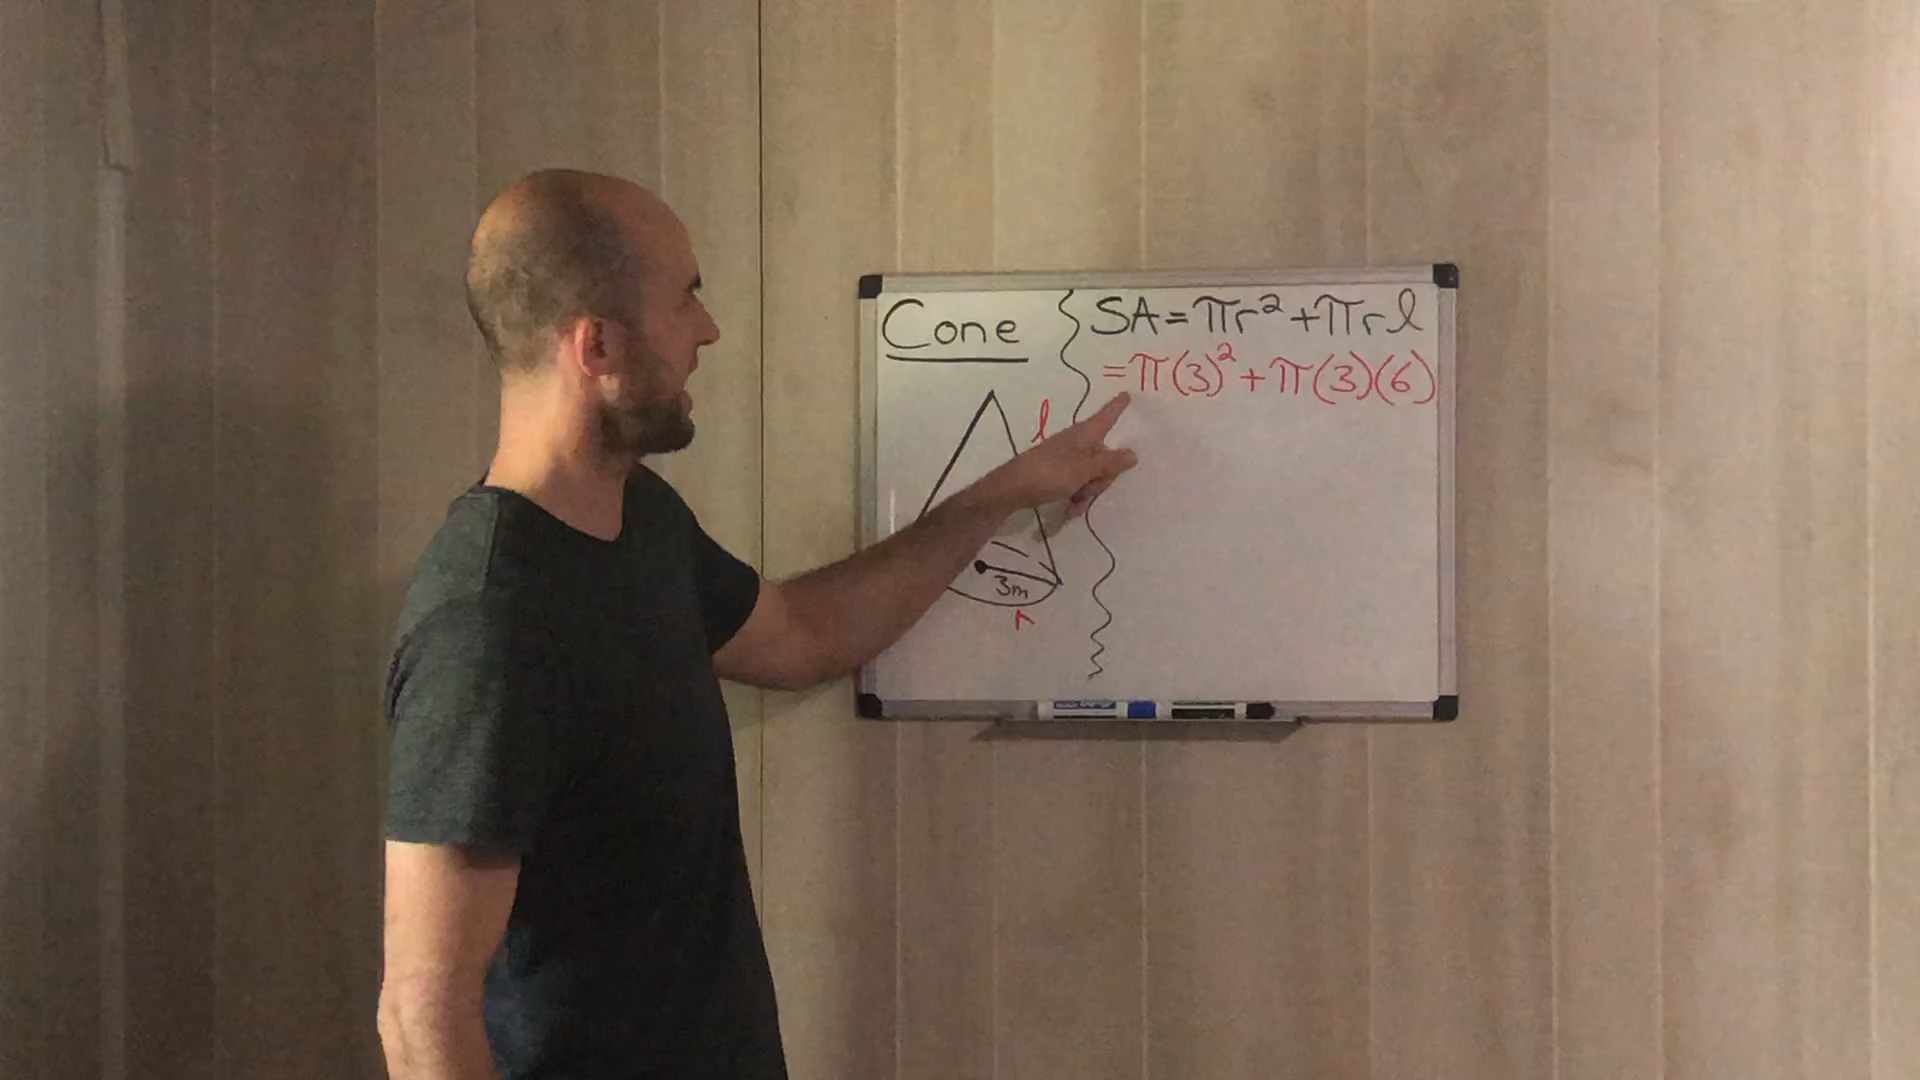 Cone
SA = πr² + πrl
= π(3)² + π(3)(6)
l
3m
r